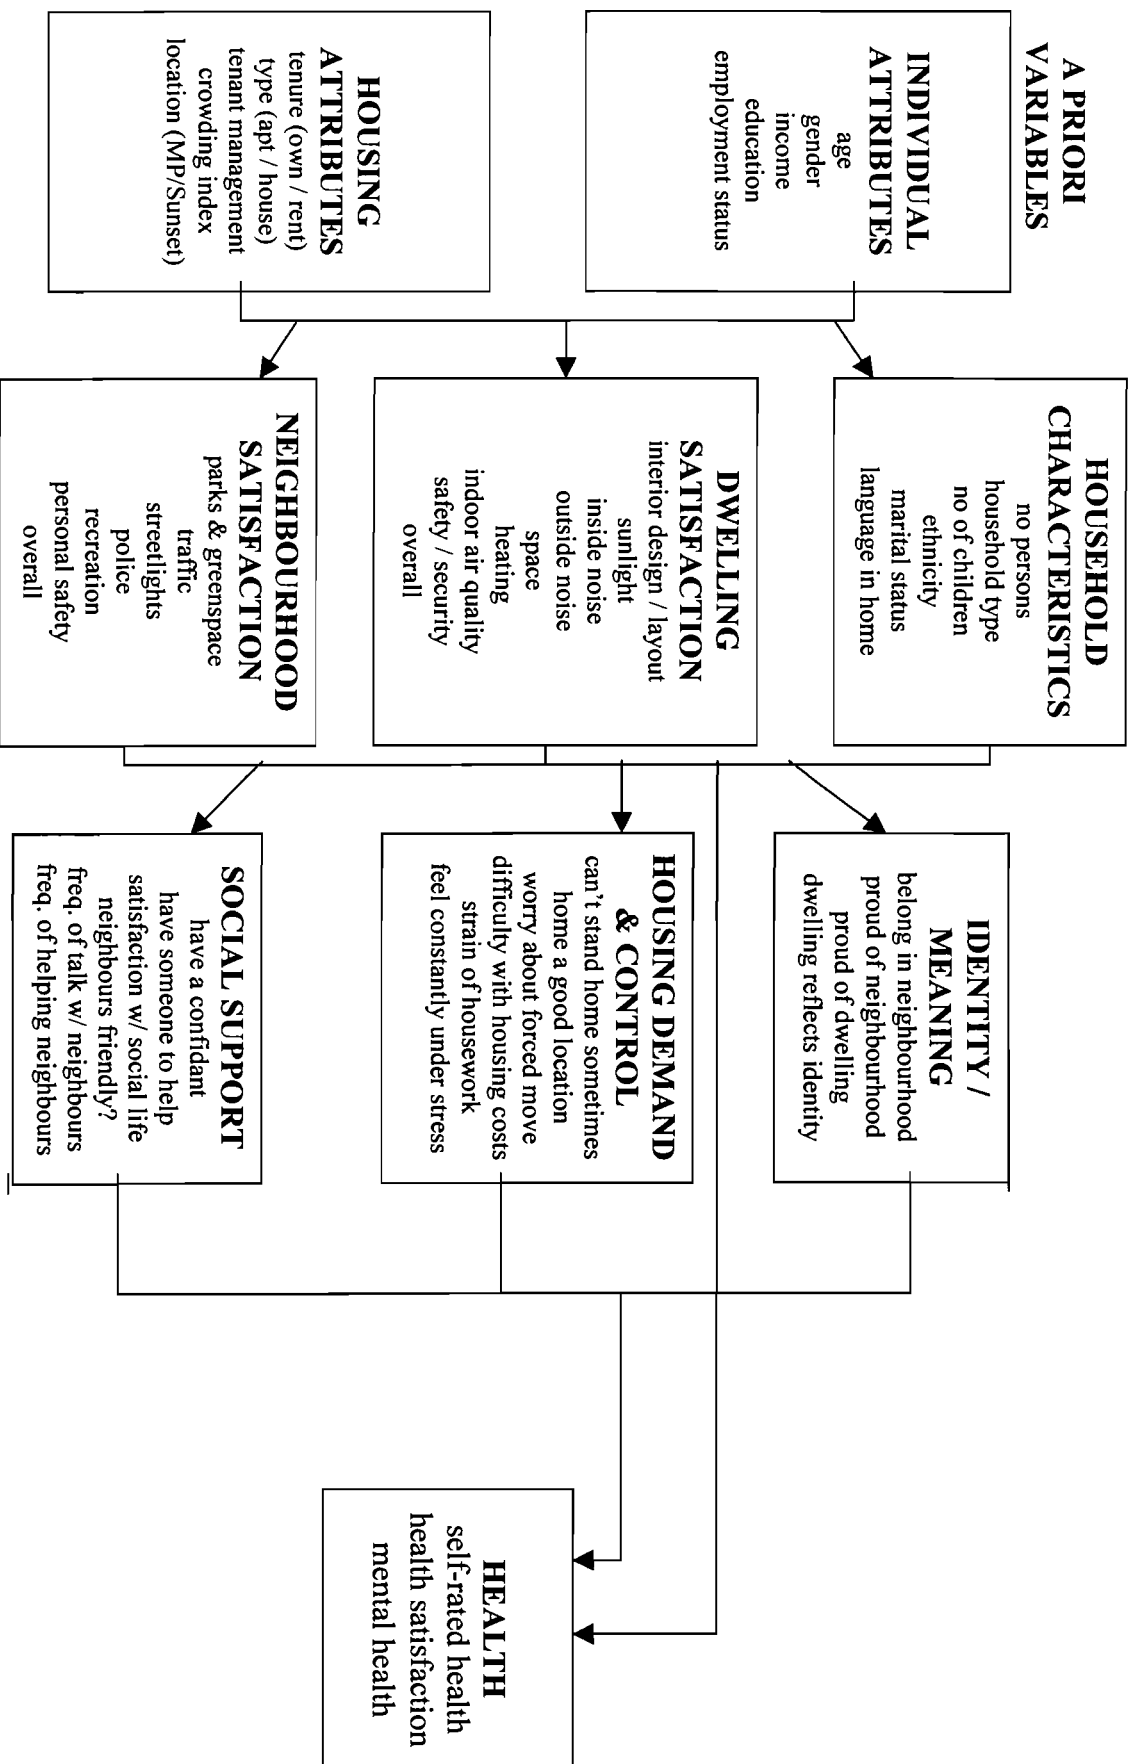 A PRIORI
VARIABLES
INDIVIDUAL
ATTRIBUTES
age
gender
income
education
employment status
HOUSING
ATTRIBUTES
tenure (own / rent)
type (apt / house)
tenant management
crowding index
location (MP/Sunset)
HOUSEHOLD
CHARACTERISTICS
no persons
household type
no of children
ethnicity
marital status
language in home
DWELLING
SATISFACTION
interior design / layout
sunlight
inside noise
outside noise
space
heating
indoor air quality
safety / security
overall
NEIGHBOURHOOD
SATISFACTION
parks & greenspace
traffic
streetlights
police
recreation
personal safety
overall
IDENTITY /
MEANING
belong in neighbourhood
proud of neighbourhood
proud of dwelling
dwelling reflects identity
HOUSING DEMAND
& CONTROL
can't stand home sometimes
home a good location
worry about forced move
difficulty with housing costs
strain of housework
feel constantly under stress
SOCIAL SUPPORT
have a confidant
have someone to help
satisfaction w/ social life
neighbours friendly?
freq. of talk w/ neighbours
freq. of helping neighbours
HEALTH
self-rated health
health satisfaction
mental health